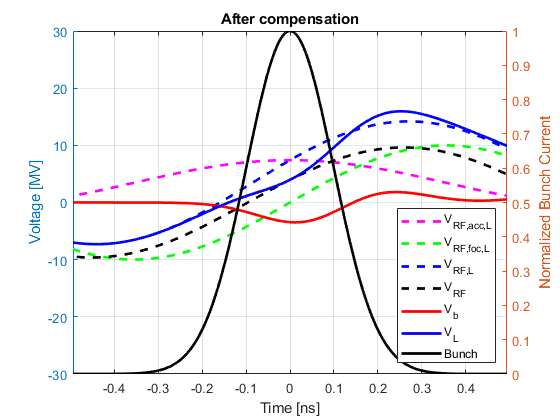 After compensation
Voltage [MV]
30
20
10
0
-10
-20
-30
-0.4 -0.3 -0.2 -0.1 0 0.1 0.2 0.3 0.4
Time [ns]
1
0.9
0.8
0.7
0.6
0.5
0.4
0.3
0.2
0.1
0
Normalized Bunch Current
V_RF,acc,L
V_RF,foc,L
V_RF,L
V_RF
V_b
V_L
Bunch